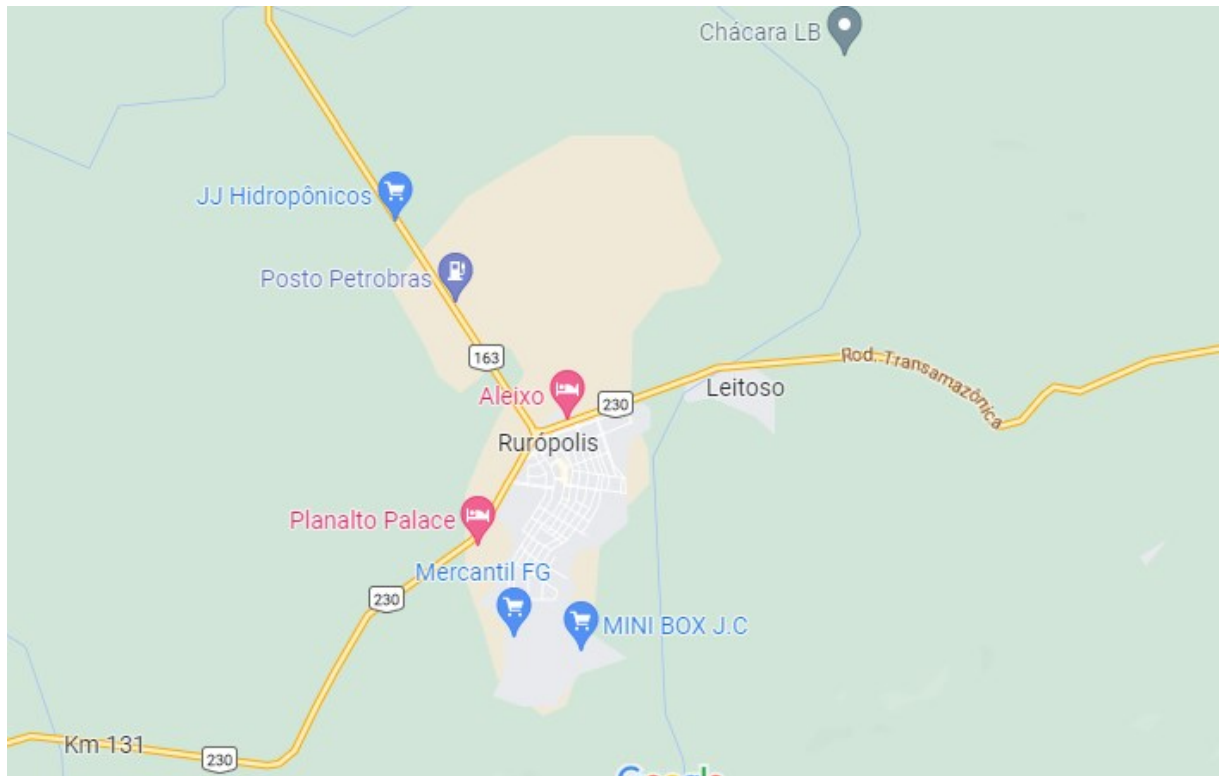 Chácara LB
JJ Hidropônicos
Posto Petrobras
163
Rod. Transamazônica
Aleixo
230
Leitoso
Rurópolis
Planalto Palace
Mercantil FG
230
MINI BOX J.C
Km 131
230
Google